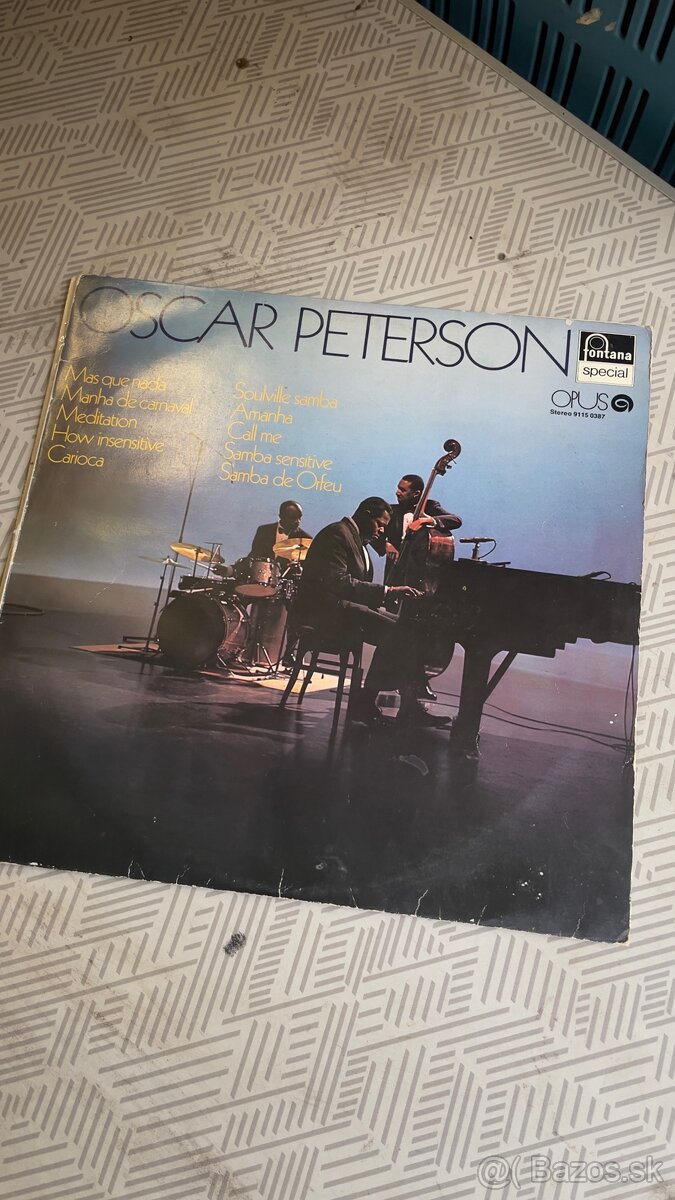 OSCAR PETERSON
fontana
special
OPUS
Stereo 9115 0387
Mas que nada
Manha de carnaval
Meditation
How insensitive
Carioca
Soulville samba
Amanha
Call me
Samba sensitive
Samba de Orfeu
@( Bazos.sk